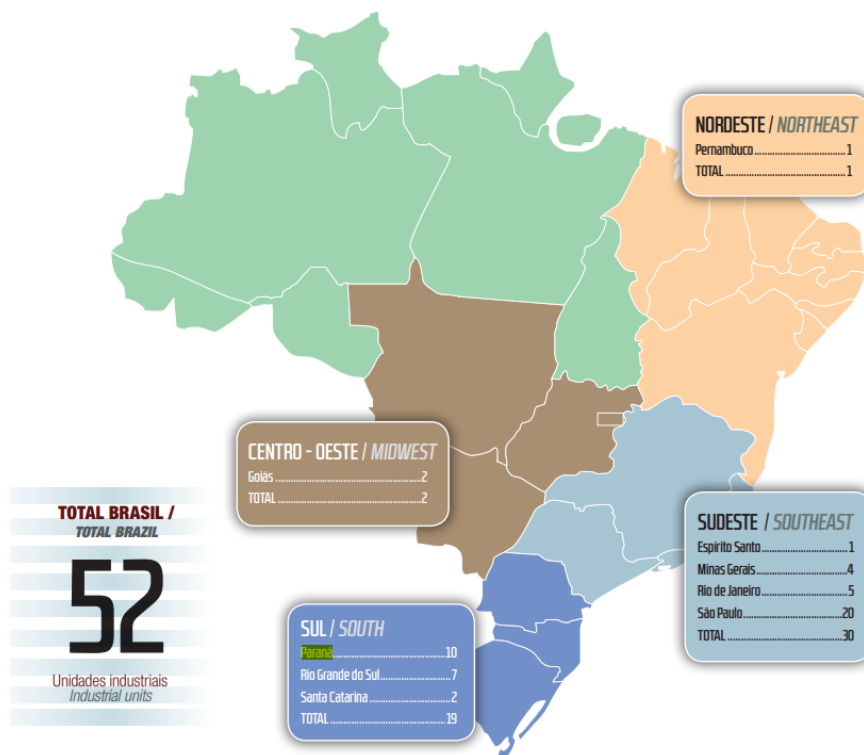 NORDESTE / NORTHEAST
Pernambuco.....................................1
TOTAL................................................1
CENTRO - OESTE / MIDWEST
Goiás.........................................................2
TOTAL........................................................2
TOTAL BRASIL /
TOTAL BRAZIL
52
Unidades industriais
Industrial units
SUL / SOUTH
Paraná..............................................10
Rio Grande do Sul.......................7
Santa Catarina.............................2
TOTAL...............................................19
SUDESTE / SOUTHEAST
Espírito Santo...................................1
Minas Gerais.....................................4
Rio de Janeiro...................................5
São Paulo..........................................20
TOTAL................................................30